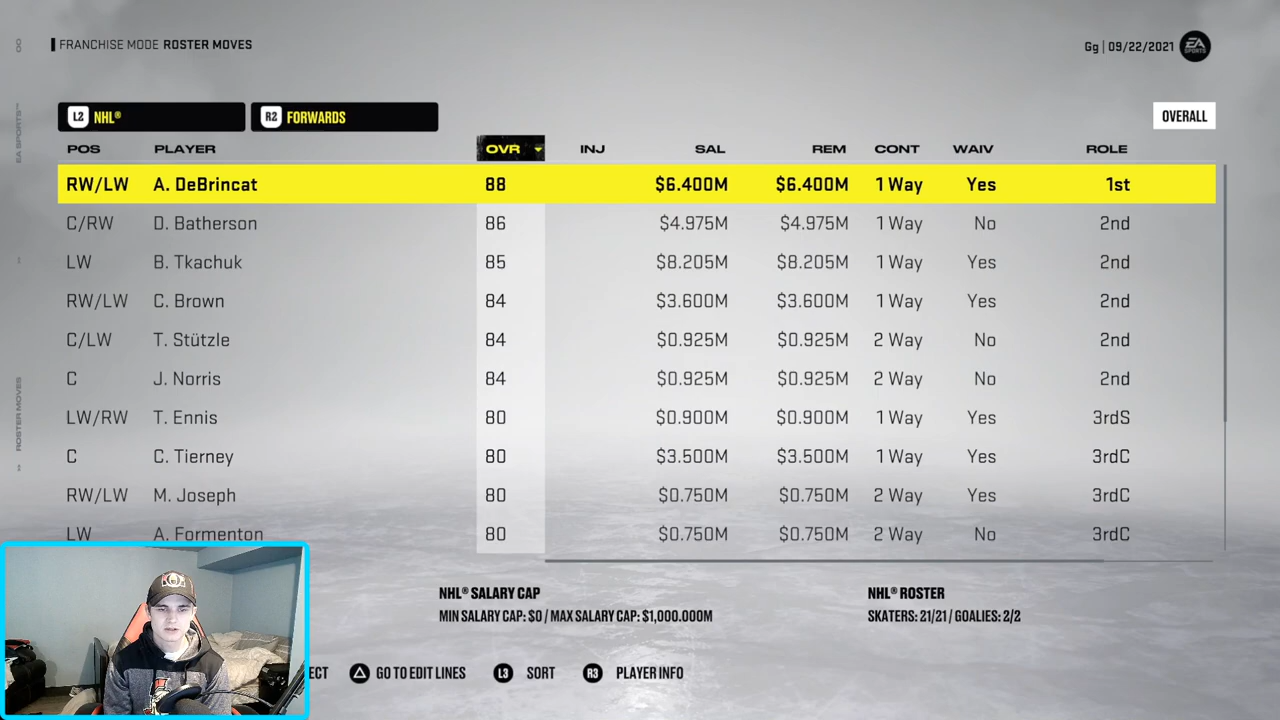 FRANCHISE MODE ROSTER MOVES
Gg | 09/22/2021
EA SPORTS
EA SPORTS™
ROSTER MOVES
L2 NHL® R2 FORWARDS OVERALL
POS PLAYER OVR INJ SAL REM CONT WAIV ROLE
RW/LW A. DeBrincat 88 $6.400M $6.400M 1 Way Yes 1st
C/RW D. Batherson 86 $4.975M $4.975M 1 Way No 2nd
LW B. Tkachuk 85 $8.205M $8.205M 1 Way Yes 2nd
RW/LW C. Brown 84 $3.600M $3.600M 1 Way Yes 2nd
C/LW T. Stützle 84 $0.925M $0.925M 2 Way No 2nd
C J. Norris 84 $0.925M $0.925M 2 Way No 2nd
LW/RW T. Ennis 80 $0.900M $0.900M 1 Way Yes 3rdS
C C. Tierney 80 $3.500M $3.500M 1 Way Yes 3rdC
RW/LW M. Joseph 80 $0.750M $0.750M 2 Way Yes 3rdC
LW A. Formenton 80 $0.750M $0.750M 2 Way No 3rdC
NHL® SALARY CAP
MIN SALARY CAP: $0 / MAX SALARY CAP: $1,000.000M
NHL® ROSTER
SKATERS: 21/21 / GOALIES: 2/2
ECT GO TO EDIT LINES L3 SORT R3 PLAYER INFO